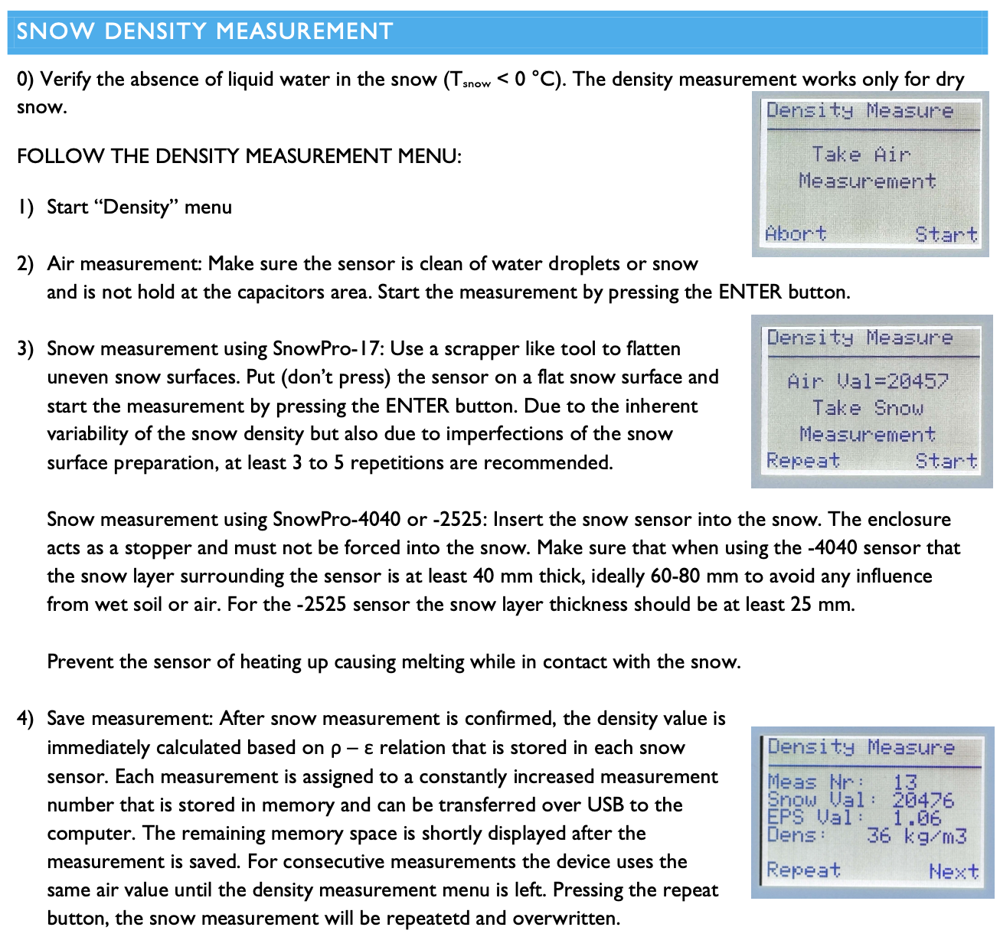 SNOW DENSITY MEASUREMENT
0) Verify the absence of liquid water in the snow (Tsnow < 0 °C). The density measurement works only for dry
snow.
Density Measure
Take Air
Measurement
Abort Start
FOLLOW THE DENSITY MEASUREMENT MENU:
1) Start “Density” menu
2) Air measurement: Make sure the sensor is clean of water droplets or snow
and is not hold at the capacitors area. Start the measurement by pressing the ENTER button.
3) Snow measurement using SnowPro-17: Use a scrapper like tool to flatten
uneven snow surfaces. Put (don’t press) the sensor on a flat snow surface and
start the measurement by pressing the ENTER button. Due to the inherent
variability of the snow density but also due to imperfections of the snow
surface preparation, at least 3 to 5 repetitions are recommended.
Density Measure
Air Val=20457
Take Snow
Measurement
Repeat Start
Snow measurement using SnowPro-4040 or -2525: Insert the snow sensor into the snow. The enclosure
acts as a stopper and must not be forced into the snow. Make sure that when using the -4040 sensor that
the snow layer surrounding the sensor is at least 40 mm thick, ideally 60-80 mm to avoid any influence
from wet soil or air. For the -2525 sensor the snow layer thickness should be at least 25 mm.
Prevent the sensor of heating up causing melting while in contact with the snow.
4) Save measurement: After snow measurement is confirmed, the density value is
immediately calculated based on ρ – ε relation that is stored in each snow
sensor. Each measurement is assigned to a constantly increased measurement
number that is stored in memory and can be transferred over USB to the
computer. The remaining memory space is shortly displayed after the
measurement is saved. For consecutive measurements the device uses the
same air value until the density measurement menu is left. Pressing the repeat
button, the snow measurement will be repeatetd and overwritten.
Density Measure
Meas Nr: 13
Snow Val: 20476
EPS Val: 1.06
Dens: 36 kg/m3
Repeat Next